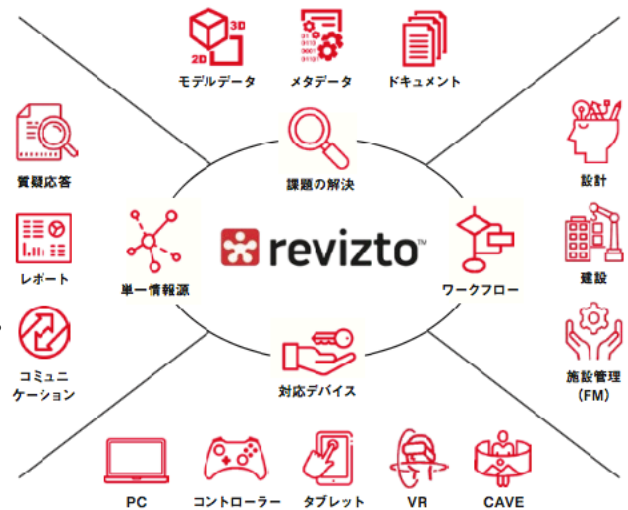 3D
2D
モデルデータ
メタデータ
ドキュメント
質疑応答
課題の解決
設計
レポート
単一情報源
revizto™
ワークフロー
建設
コミュニ
ケーション
対応デバイス
施設管理
(FM)
PC
コントローラー
タブレット
VR
CAVE